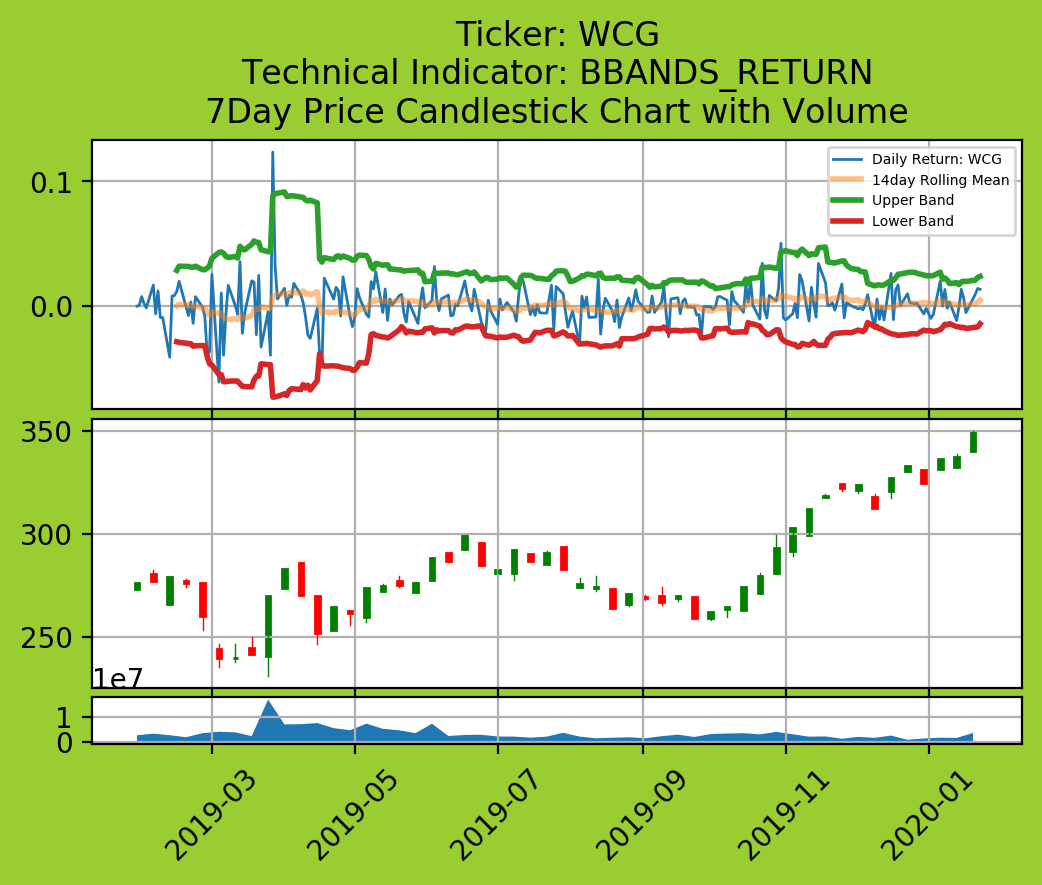 Ticker: WCG
Technical Indicator: BBANDS_RETURN
7Day Price Candlestick Chart with Volume
Daily Return: WCG
14day Rolling Mean
Upper Band
Lower Band
0.1
0.0
350
300
250
1e7
1
0
2019-03
2019-05
2019-07
2019-09
2019-11
2020-01